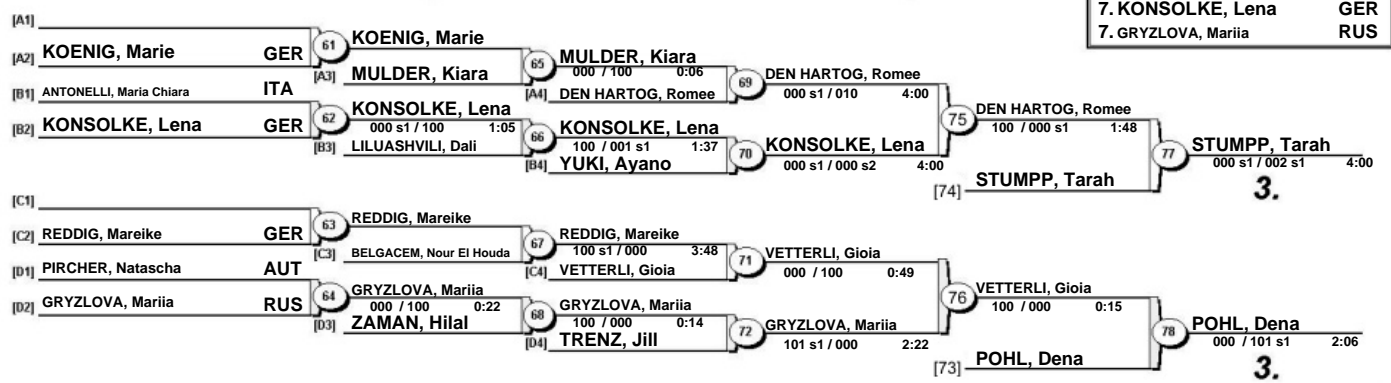 7. KONSOLKE, Lena GER
7. GRYZLOVA, Mariia RUS
[A1]
[A2] KOENIG, Marie GER
61 KOENIG, Marie
[A3] MULDER, Kiara
65 MULDER, Kiara
000 / 100 0:06
[A4] DEN HARTOG, Romee
69 DEN HARTOG, Romee
000 s1 / 010 4:00
[B1] ANTONELLI, Maria Chiara ITA
[B2] KONSOLKE, Lena GER
62 KONSOLKE, Lena
000 s1 / 100 1:05
[B3] LILUASHVILI, Dali
66 KONSOLKE, Lena
100 / 001 s1 1:37
[B4] YUKI, Ayano
70 KONSOLKE, Lena
000 s1 / 000 s2 4:00
75 DEN HARTOG, Romee
100 / 000 s1 1:48
[74] STUMPP, Tarah
77 STUMPP, Tarah
000 s1 / 002 s1 4:00
3.
[C1]
[C2] REDDIG, Mareike GER
63 REDDIG, Mareike
[C3] BELGACEM, Nour El Houda
67 REDDIG, Mareike
100 s1 / 000 3:48
[C4] VETTERLI, Gioia
71 VETTERLI, Gioia
000 / 100 0:49
[D1] PIRCHER, Natascha AUT
[D2] GRYZLOVA, Mariia RUS
64 GRYZLOVA, Mariia
000 / 100 0:22
[D3] ZAMAN, Hilal
68 GRYZLOVA, Mariia
100 / 000 0:14
[D4] TRENZ, Jill
72 GRYZLOVA, Mariia
101 s1 / 000 2:22
76 VETTERLI, Gioia
100 / 000 0:15
[73] POHL, Dena
78 POHL, Dena
000 / 101 s1 2:06
3.